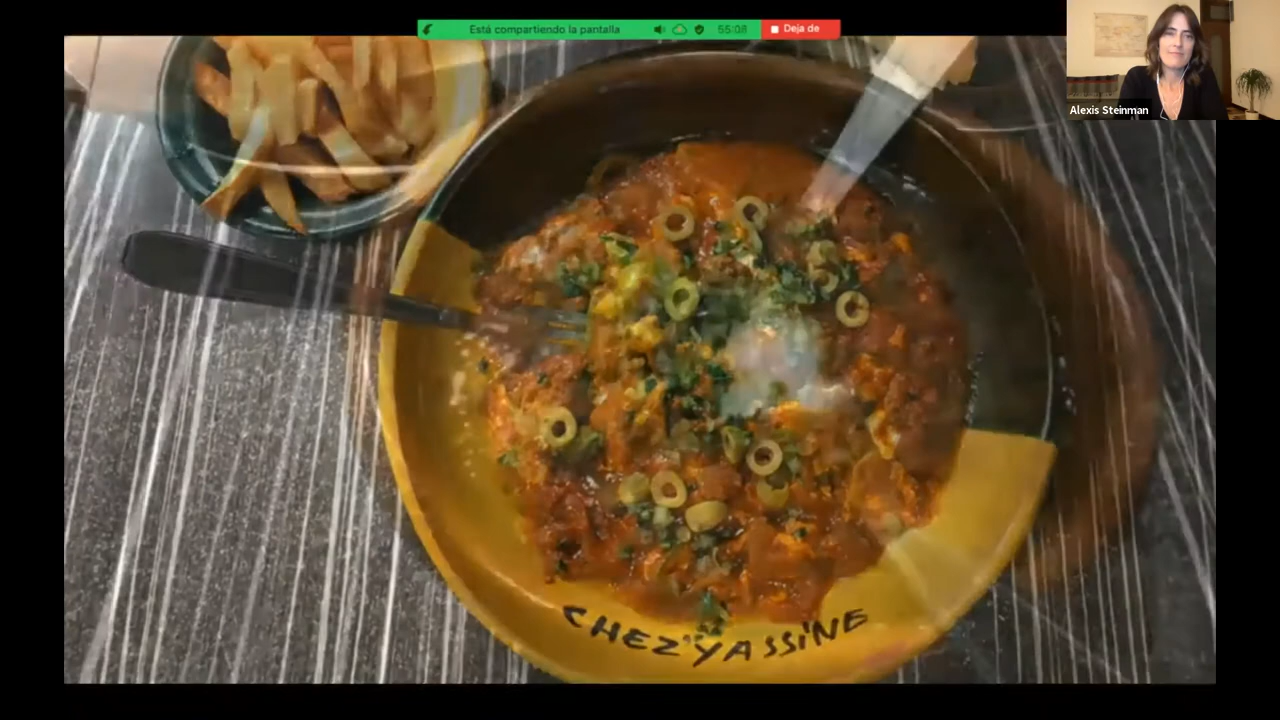 Está compartiendo la pantalla
55:08
Deja de
Alexis Steinman
CHEZ YASSINE